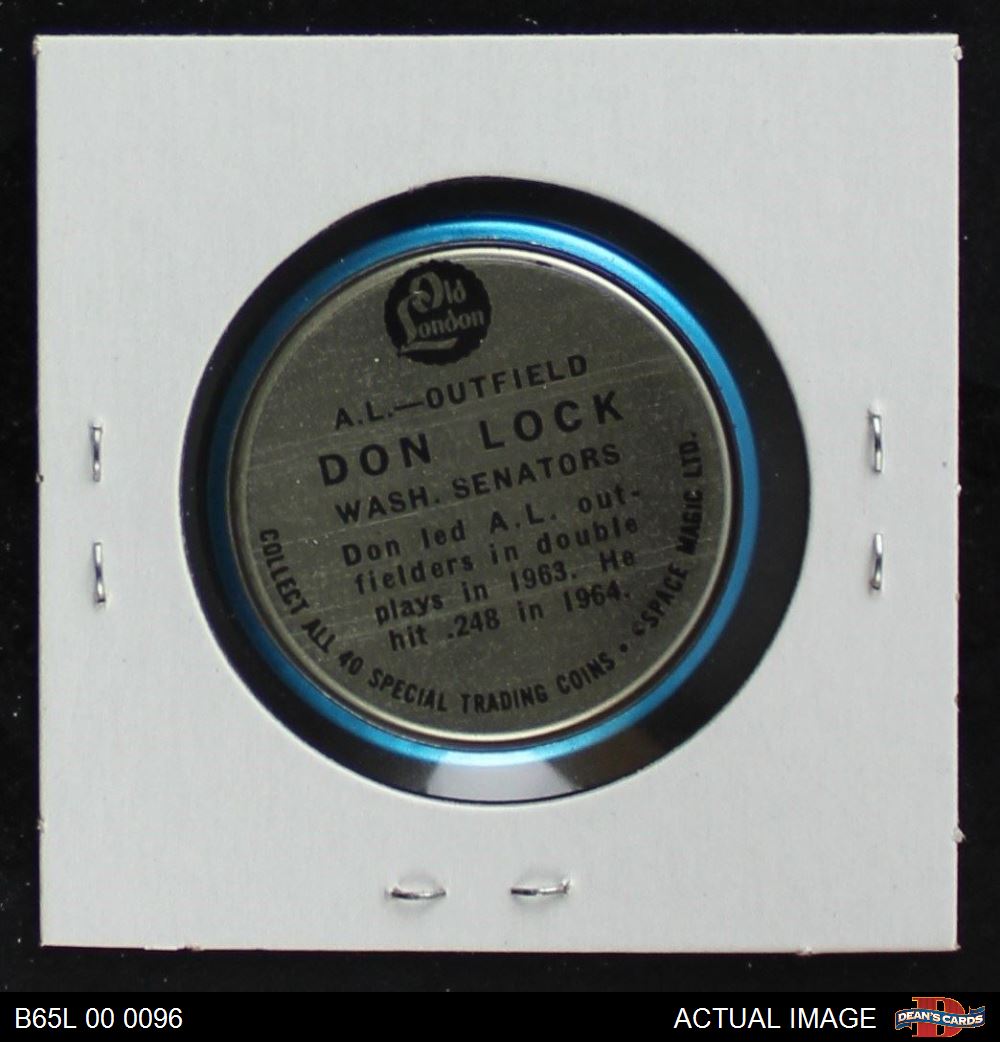 Old
London
A.L.—OUTFIELD
DON LOCK
WASH. SENATORS
Don led A.L. out-
fielders in double
plays in 1963. He
hit .248 in 1964.
COLLECT ALL 40 SPECIAL TRADING COINS • ©SPACE MAGIC LTD.
B65L 00 0096
ACTUAL IMAGE
D
DEAN'S CARDS